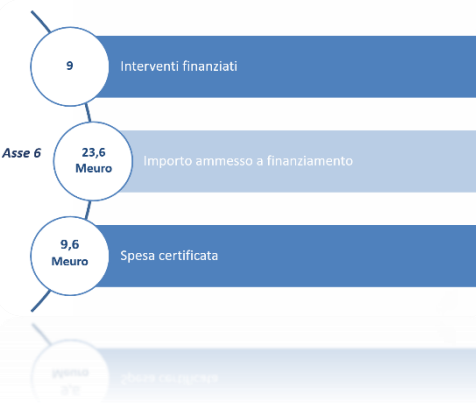 9
Interventi finanziati
Asse 6
23,6
Meuro
Importo ammesso a finanziamento
9,6
Meuro
Spesa certificata